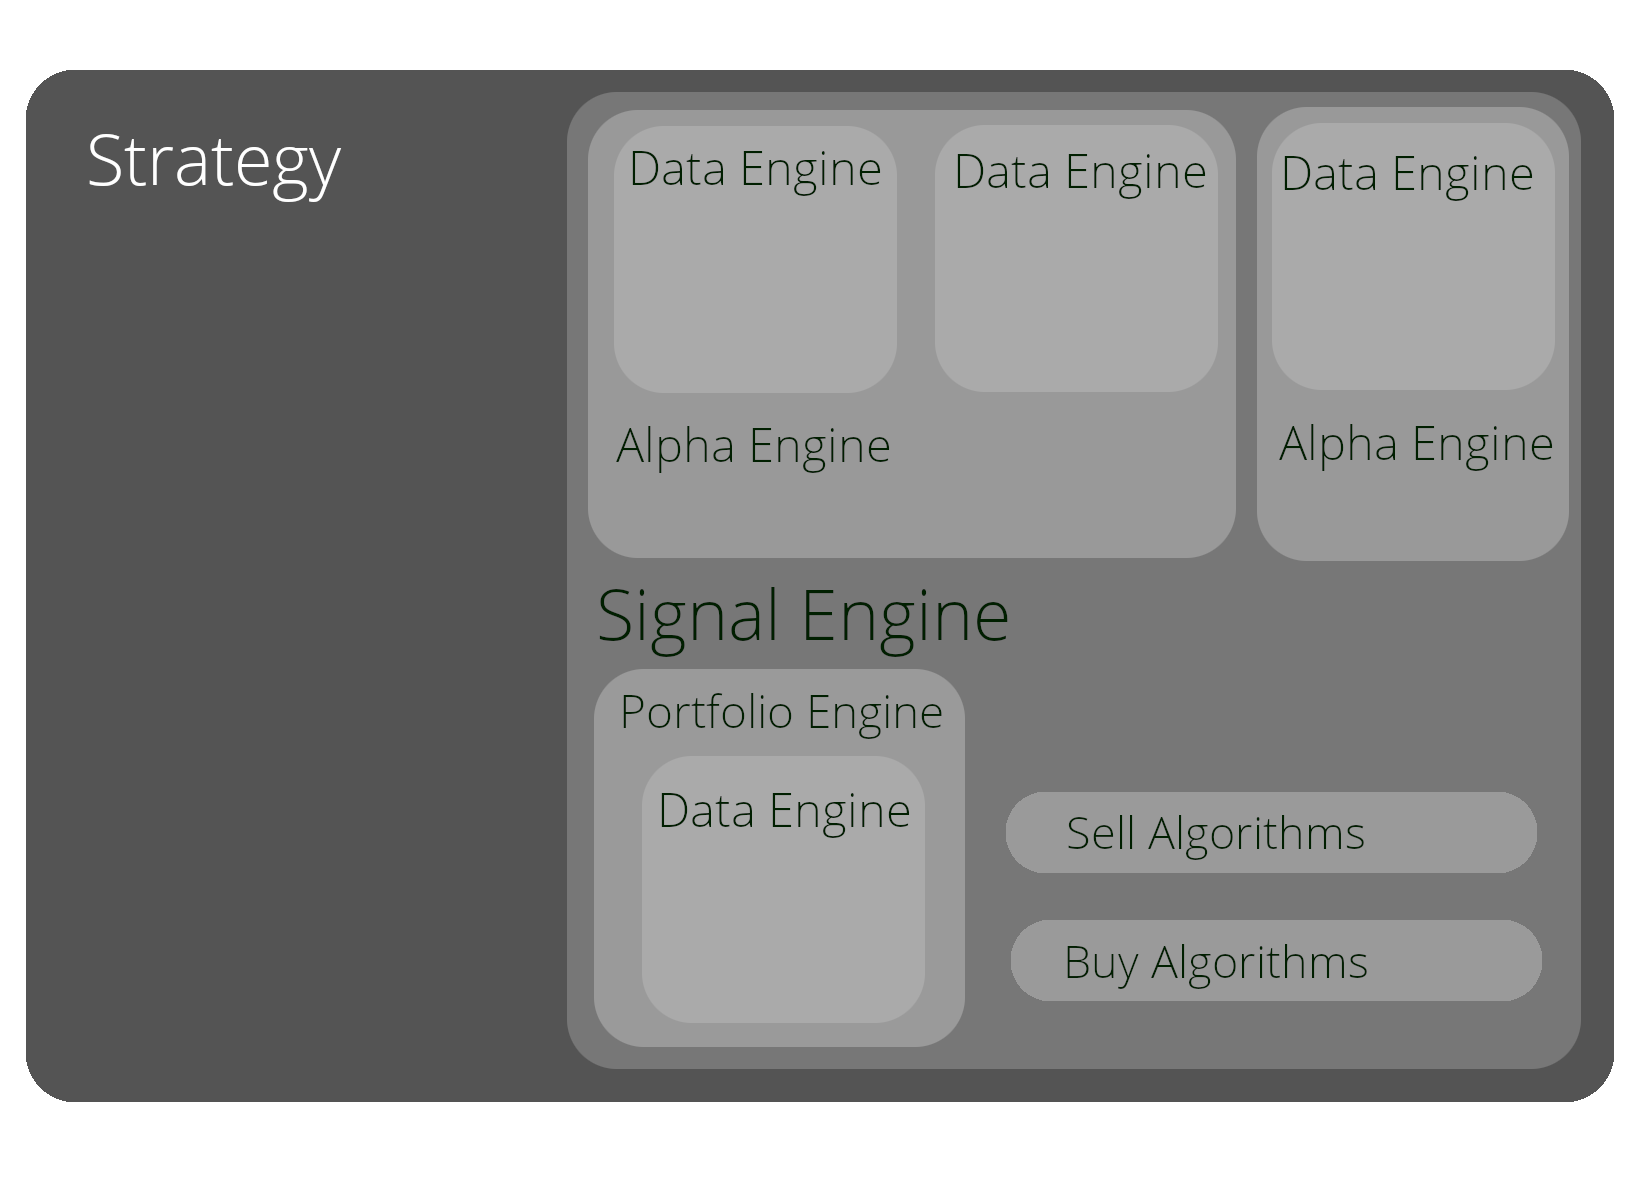 Strategy
Data Engine
Data Engine
Data Engine
Alpha Engine
Alpha Engine
Signal Engine
Portfolio Engine
Data Engine
Sell Algorithms
Buy Algorithms